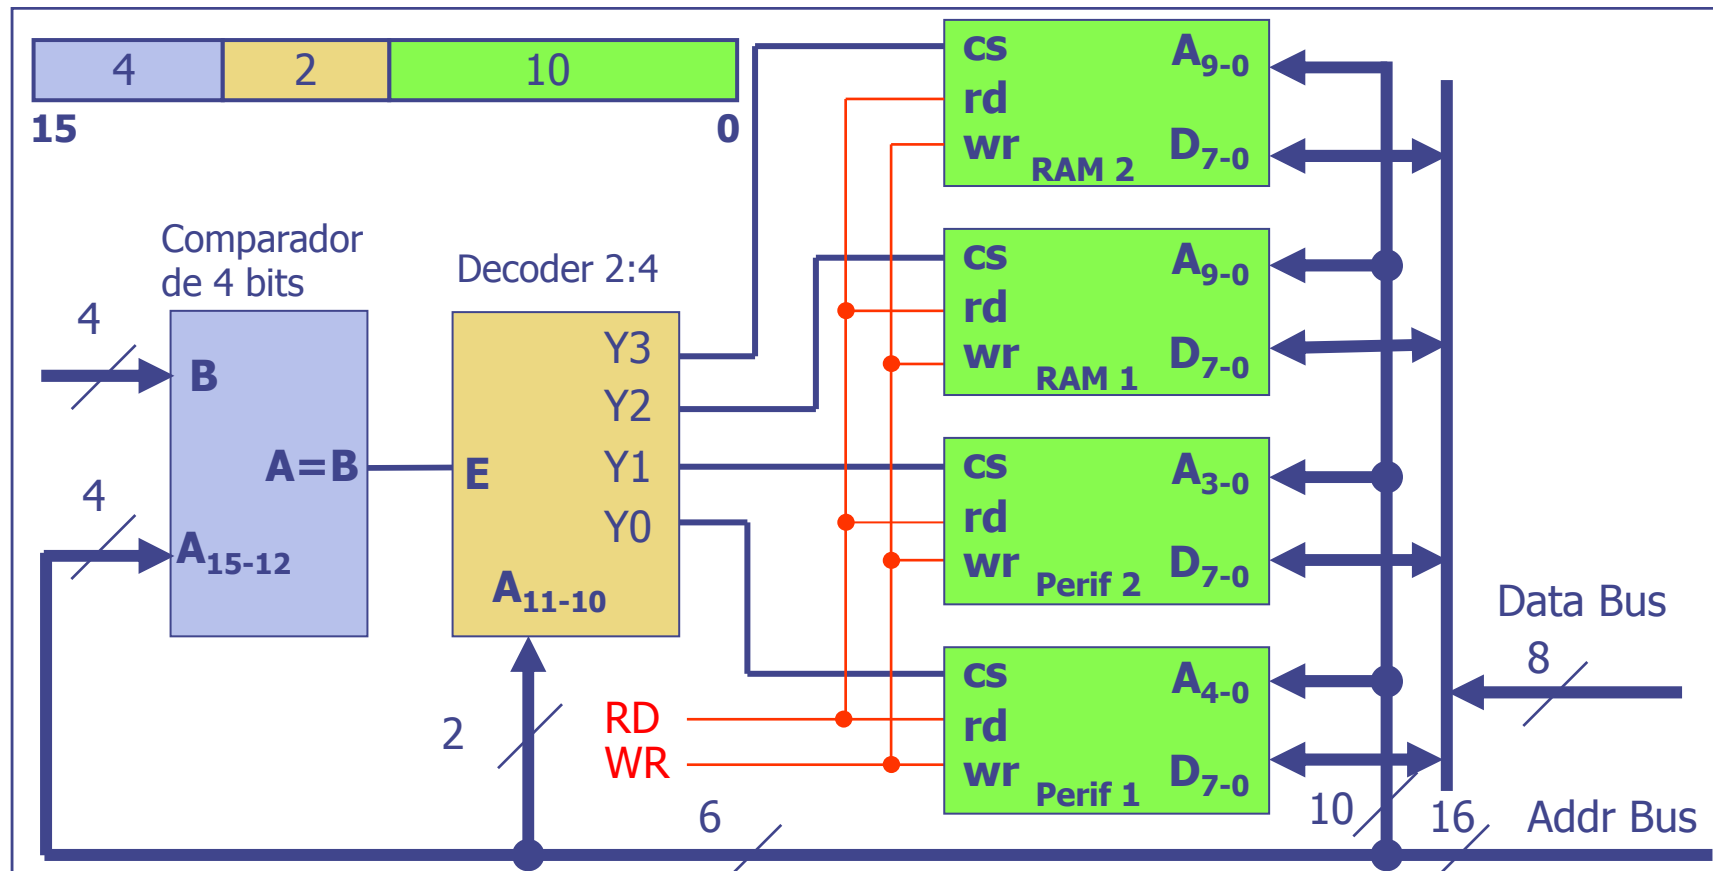 4 2 10
15 0
Comparador
de 4 bits
4
B
A=B
4
A15-12
Decoder 2:4
Y3
Y2
Y1
Y0
E
A11-10
2
RD
WR
6
cs A9-0
rd
wr RAM 2 D7-0
cs A9-0
rd
wr RAM 1 D7-0
cs A3-0
rd
wr Perif 2 D7-0
cs A4-0
rd
wr Perif 1 D7-0
Data Bus
8
10 16 Addr Bus